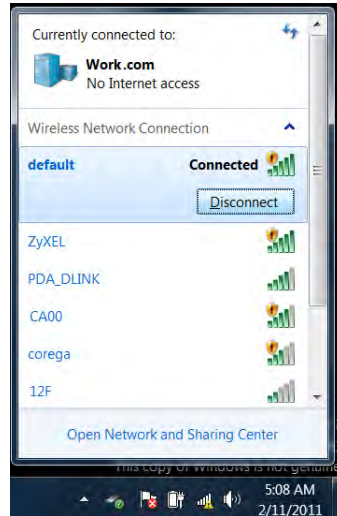 Currently connected to:
Work.com
No Internet access
Wireless Network Connection
default Connected
Disconnect
ZyXEL
PDA_DLINK
CA00
corega
12F
Open Network and Sharing Center
This copy of Windows is not genuine
5:08 AM
2/11/2011